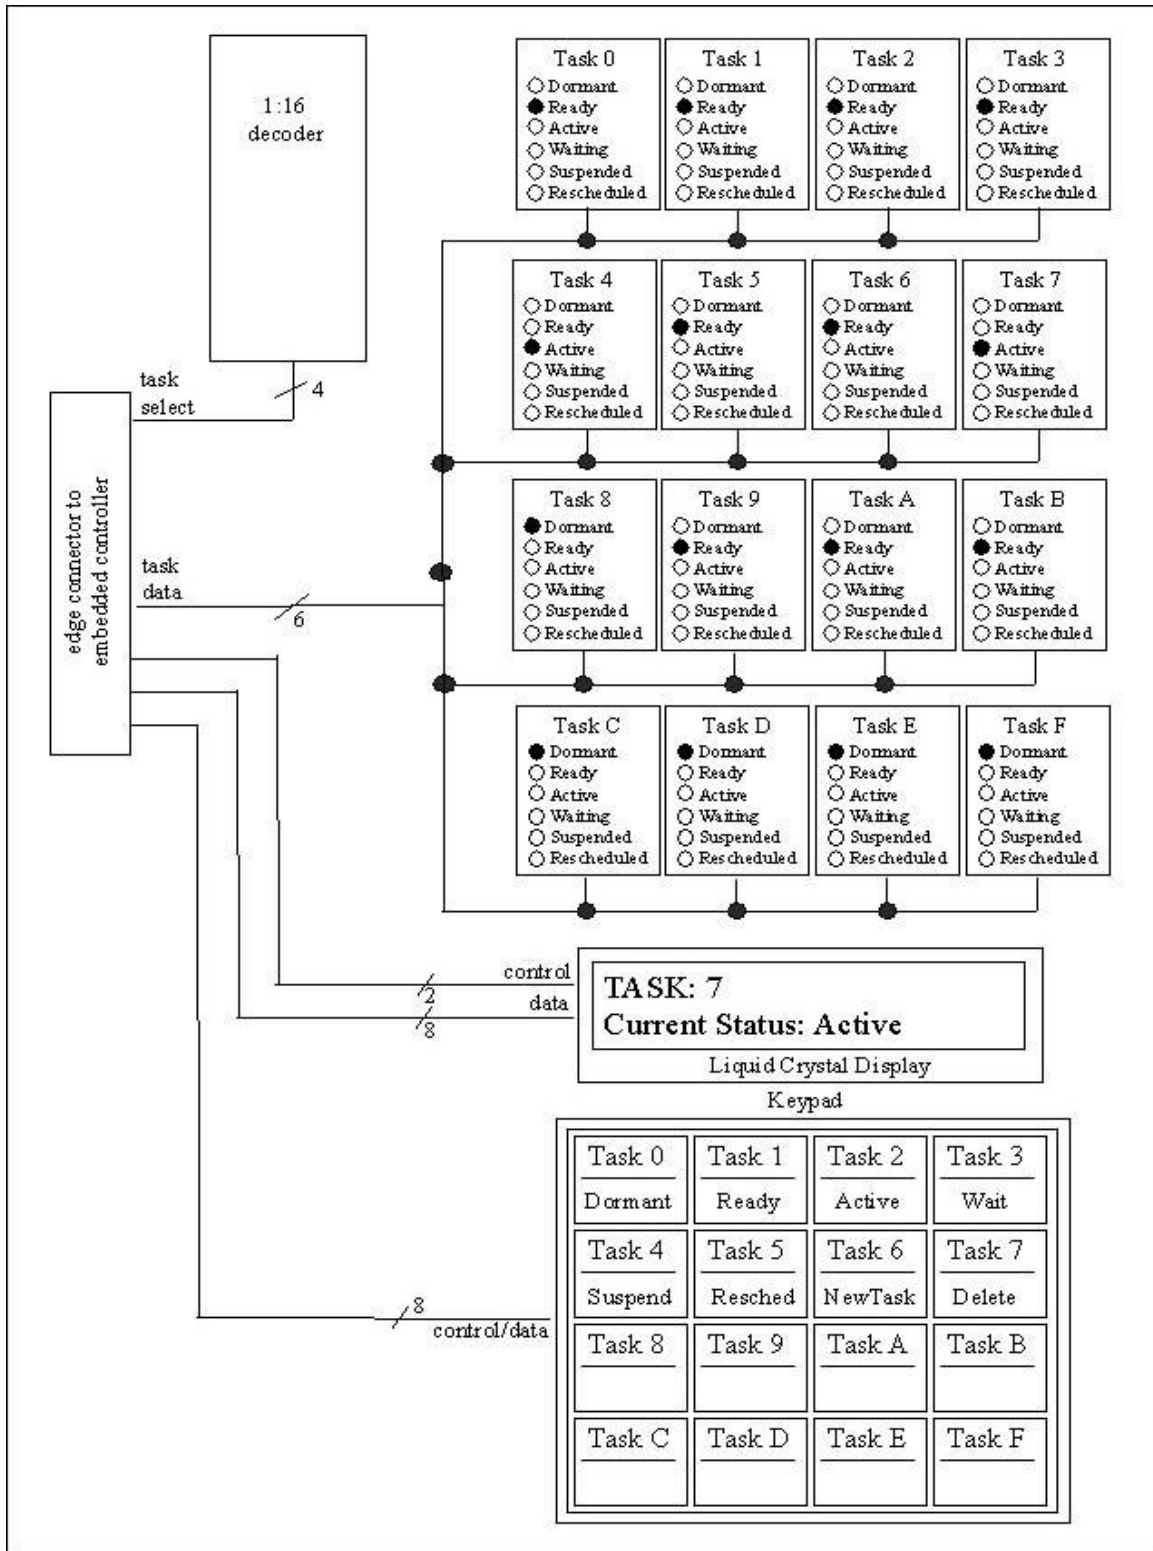 1:16
decoder
Task 0
Dormant
Ready
Active
Waiting
Suspended
Rescheduled
Task 1
Dormant
Ready
Active
Waiting
Suspended
Rescheduled
Task 2
Dormant
Ready
Active
Waiting
Suspended
Rescheduled
Task 3
Dormant
Ready
Active
Waiting
Suspended
Rescheduled
Task 4
Dormant
Ready
Active
Waiting
Suspended
Rescheduled
Task 5
Dormant
Ready
Active
Waiting
Suspended
Rescheduled
Task 6
Dormant
Ready
Active
Waiting
Suspended
Rescheduled
Task 7
Dormant
Ready
Active
Waiting
Suspended
Rescheduled
task
select
4
edge connector to
embedded controller
task
data
6
Task 8
Dormant
Ready
Active
Waiting
Suspended
Rescheduled
Task 9
Dormant
Ready
Active
Waiting
Suspended
Rescheduled
Task A
Dormant
Ready
Active
Waiting
Suspended
Rescheduled
Task B
Dormant
Ready
Active
Waiting
Suspended
Rescheduled
Task C
Dormant
Ready
Active
Waiting
Suspended
Rescheduled
Task D
Dormant
Ready
Active
Waiting
Suspended
Rescheduled
Task E
Dormant
Ready
Active
Waiting
Suspended
Rescheduled
Task F
Dormant
Ready
Active
Waiting
Suspended
Rescheduled
control
2
data
8
TASK: 7
Current Status: Active
Liquid Crystal Display
Keypad
Task 0
Dormant
Task 1
Ready
Task 2
Active
Task 3
Wait
Task 4
Suspend
Task 5
Resched
Task 6
NewTask
Task 7
Delete
8
control/data
Task 8
Task 9
Task A
Task B
Task C
Task D
Task E
Task F